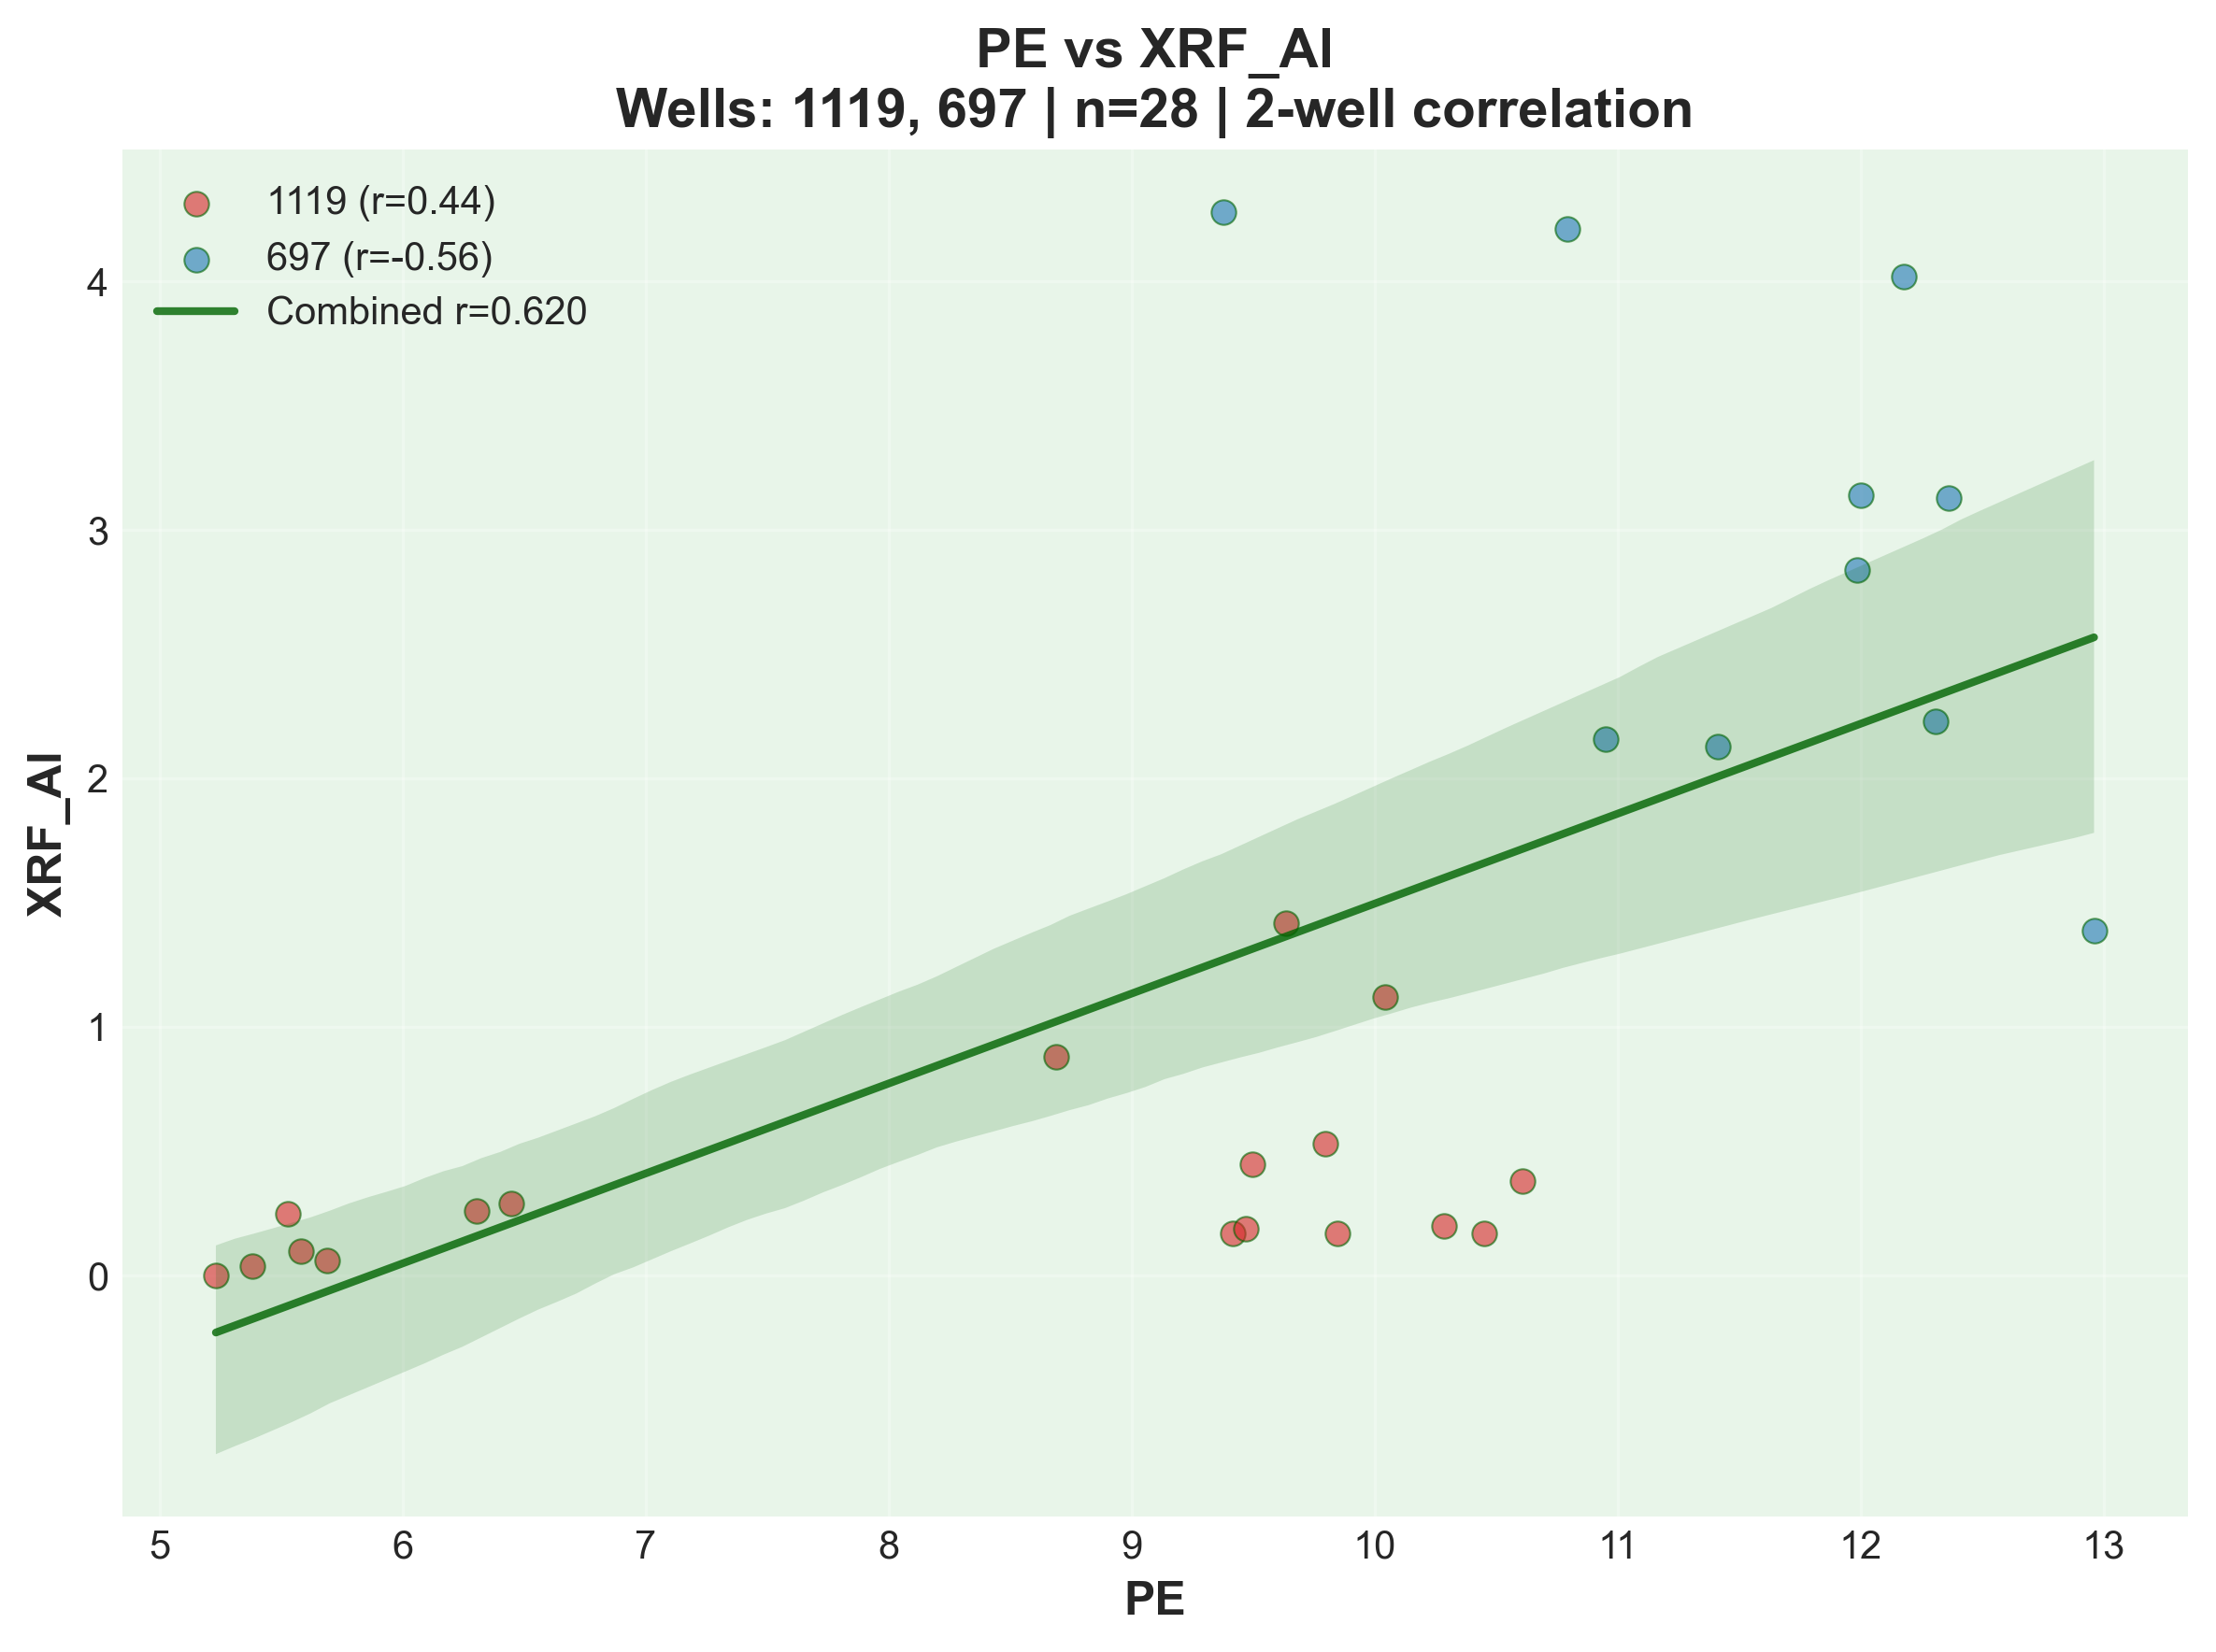 PE vs XRF_Al
Wells: 1119, 697 | n=28 | 2-well correlation
1119 (r=0.44)
697 (r=-0.56)
Combined r=0.620
4
3
2
1
0
XRF_Al
5 6 7 8 9 10 11 12 13
PE